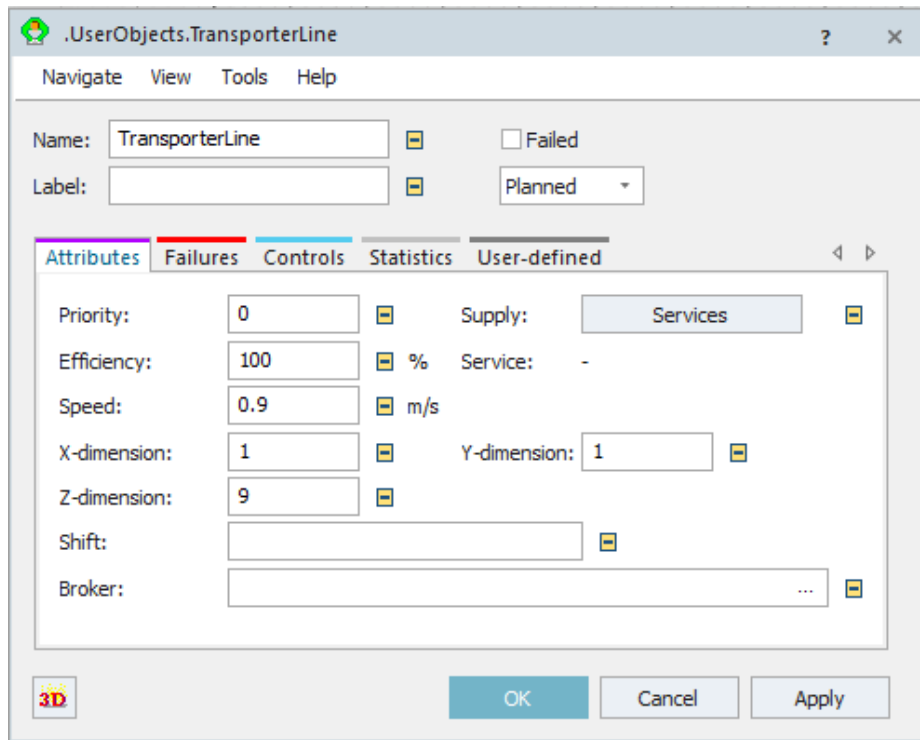 .UserObjects.TransporterLine ? ×
Navigate View Tools Help
Name: TransporterLine Failed
Label: Planned
Attributes Failures Controls Statistics User-defined
Priority: 0 Supply: Services
Efficiency: 100 % Service: -
Speed: 0.9 m/s
X-dimension: 1 Y-dimension: 1
Z-dimension: 9
Shift:
Broker: ...
3D OK Cancel Apply